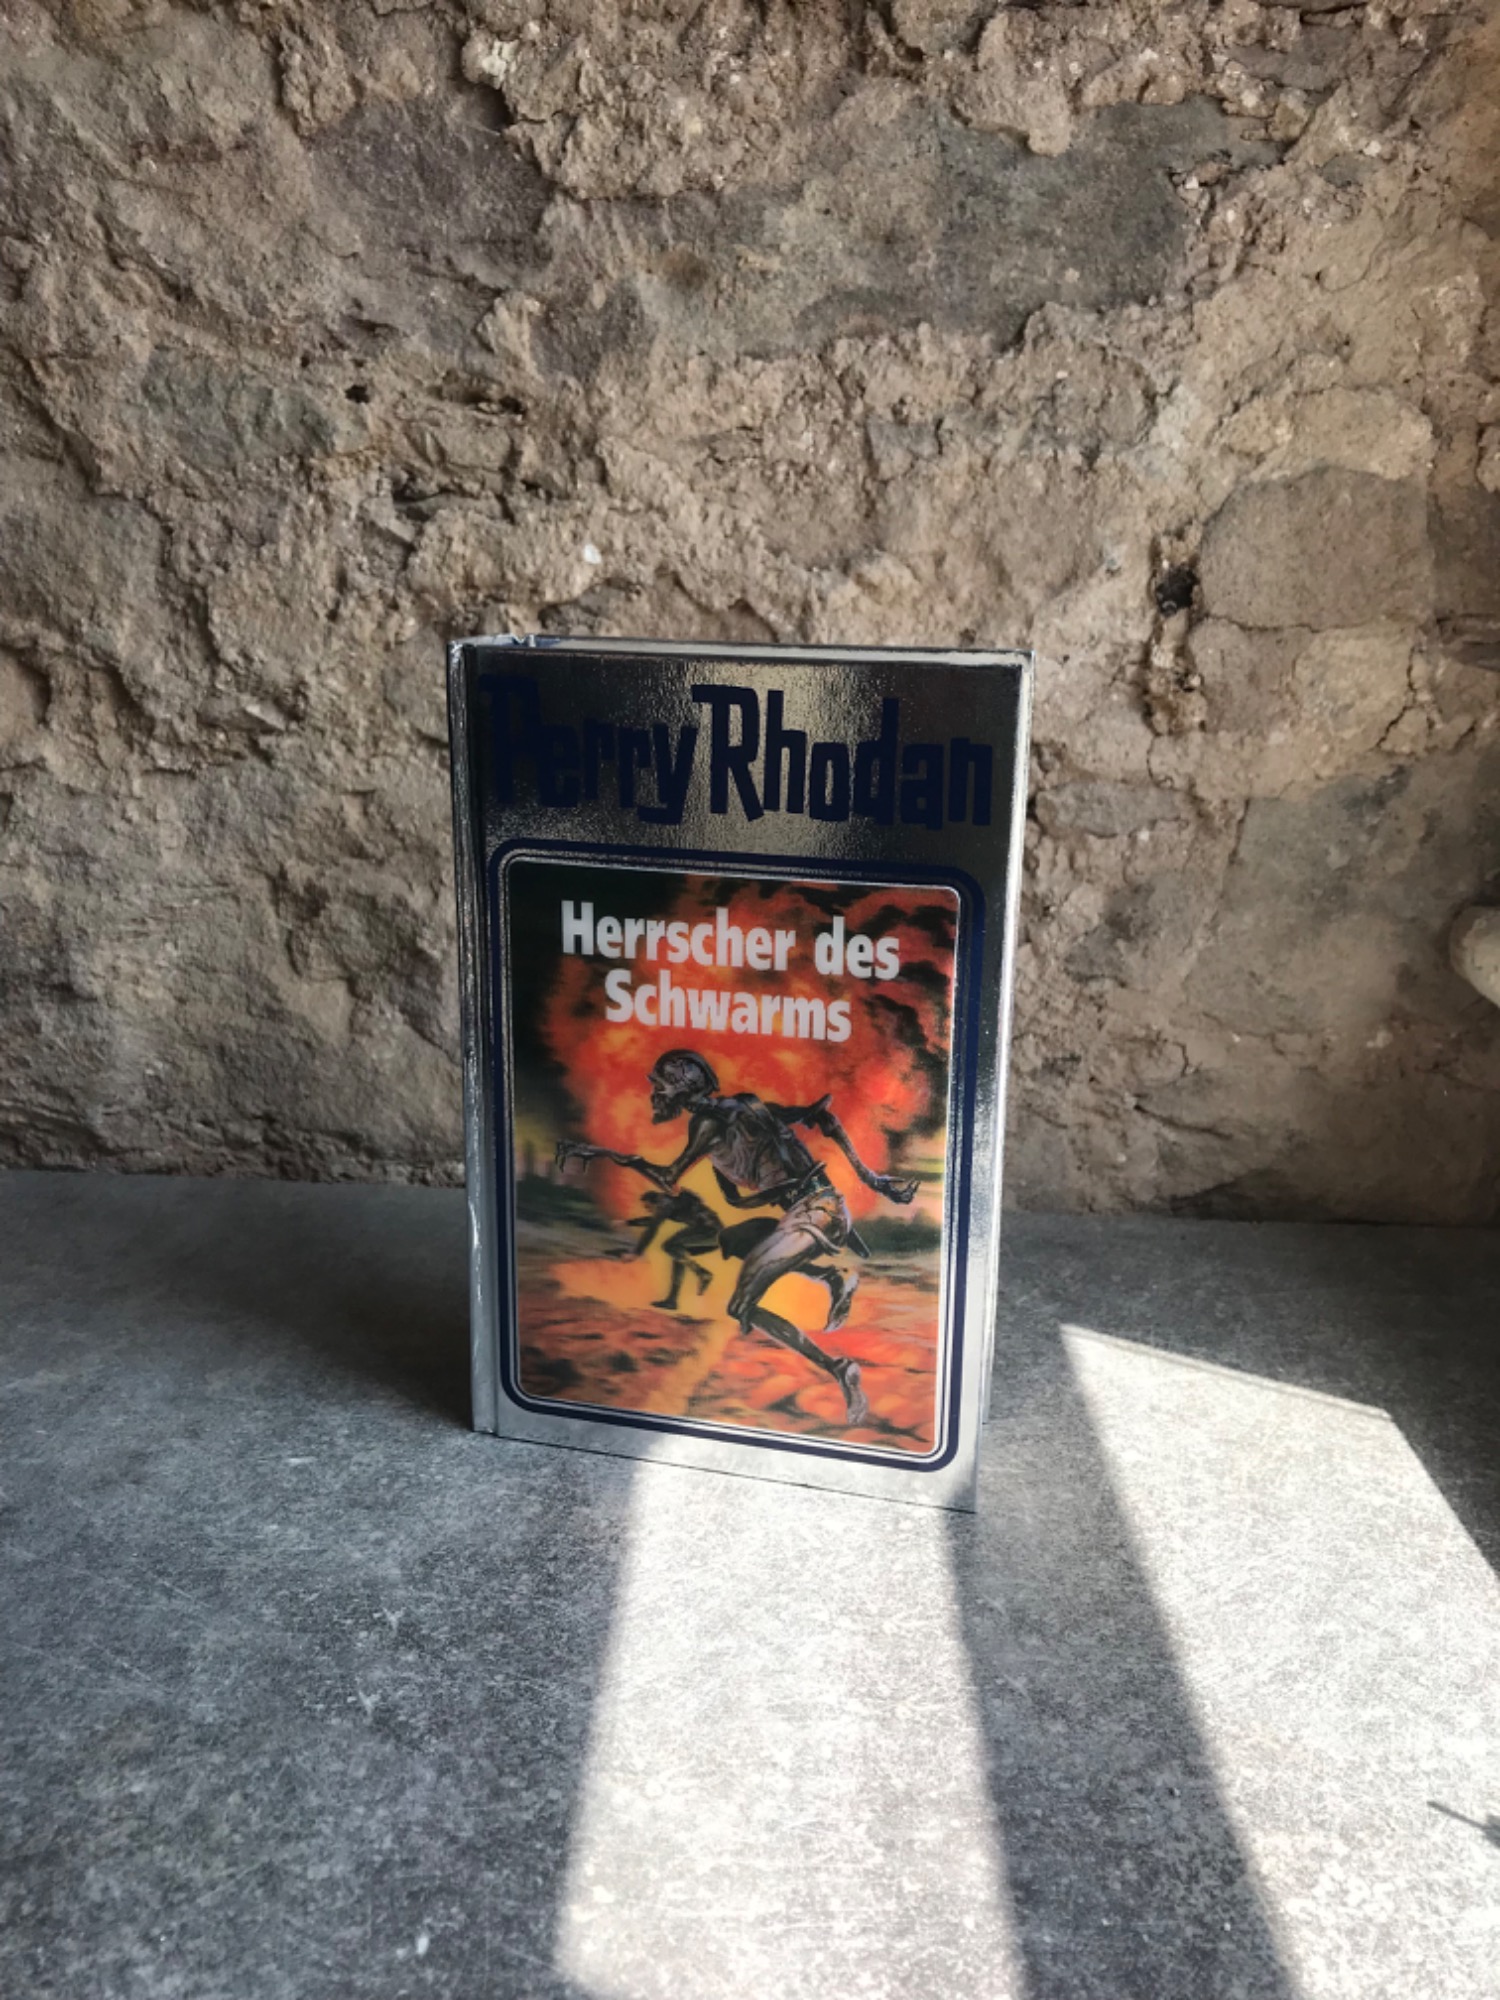 Perry Rhodan
Herrscher des
Schwarms